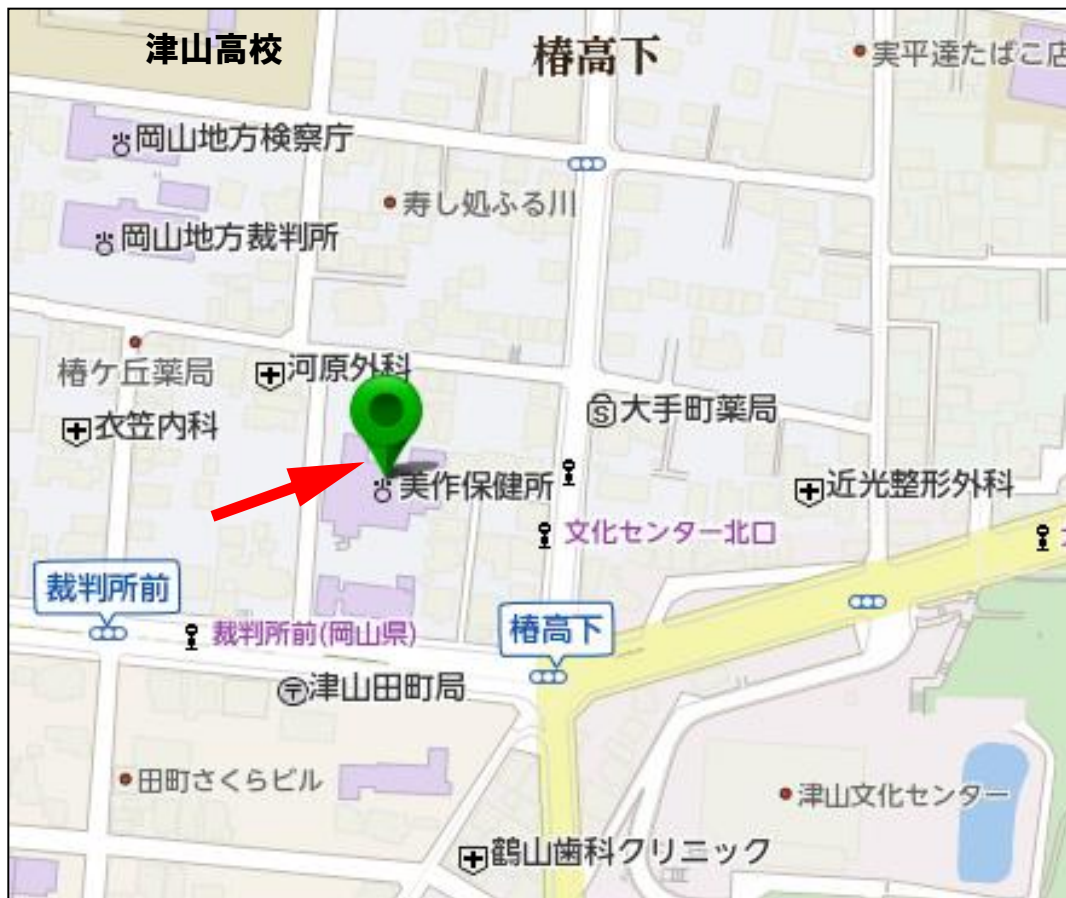 津山高校
椿高下
実平達たばこ店
岡山地方検察庁
寿し処ふる川
岡山地方裁判所
椿ケ丘薬局
河原外科
衣笠内科
大手町薬局
美作保健所
近光整形外科
文化センター北口
裁判所前
裁判所前(岡山県)
椿高下
〒津山田町局
田町さくらビル
津山文化センター
鶴山歯科クリニック